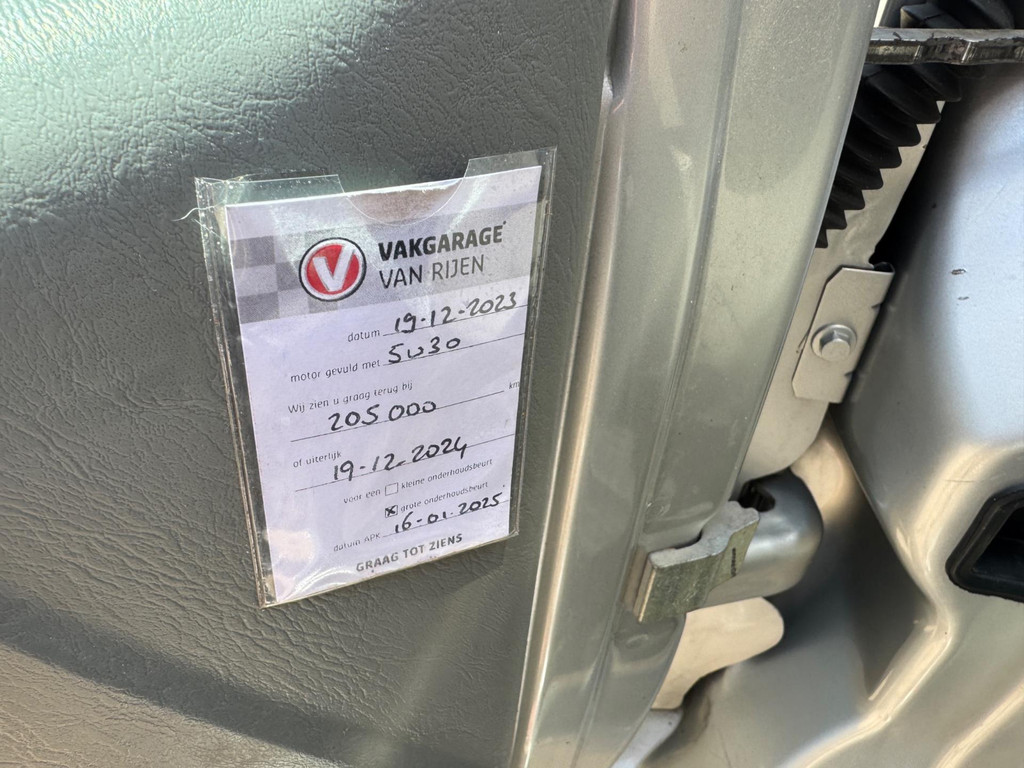 V VAKGARAGE
VAN RIJEN
datum 19-12-2023
motor gevuld met 5w30
Wij zien u graag terug bij
205000 km
of uiterlijk
19-12-2024
voor een kleine onderhoudsbeurt
grote onderhoudsbeurt
datum APK 16-01-2025
GRAAG TOT ZIENS